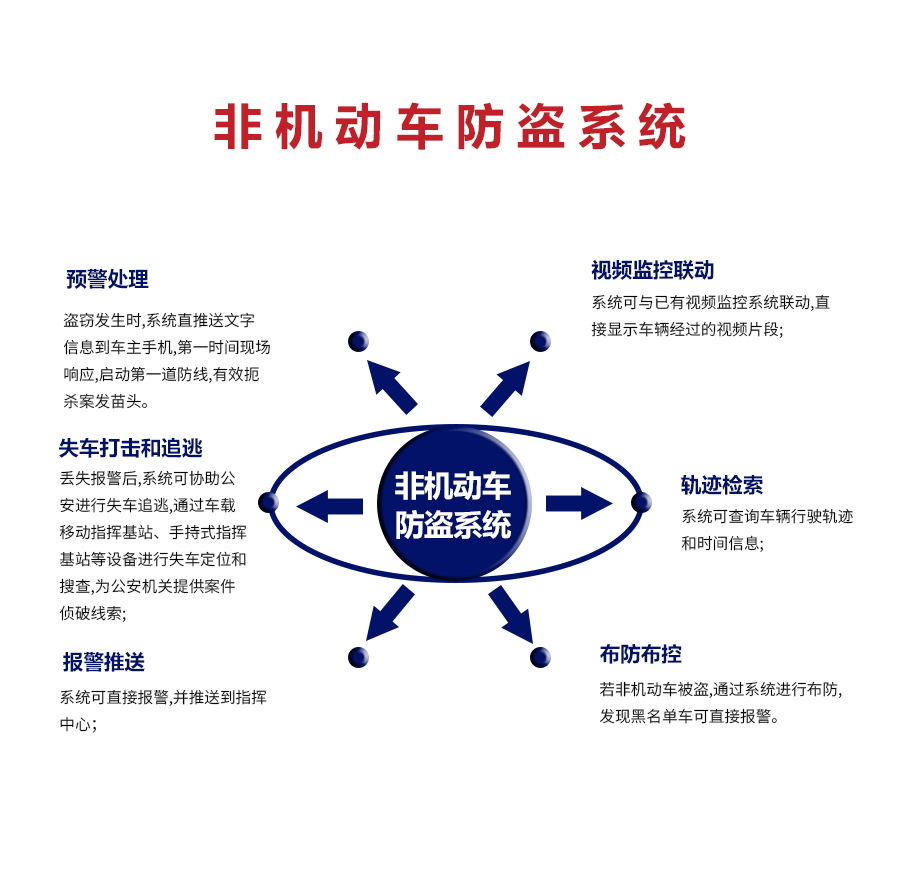 非机动车防盗系统
预警处理
盗窃发生时,系统直推送文字
信息到车主手机,第一时间现场
响应,启动第一道防线,有效扼
杀案发苗头。
失车打击和追逃
丢失报警后,系统可协助公
安进行失车追逃,通过车载
移动指挥基站、手持式指挥
基站等设备进行失车定位和
搜查,为公安机关提供案件
侦破线索;
报警推送
系统可直接报警,并推送到指挥
中心；
非机动车
防盗系统
视频监控联动
系统可与已有视频监控系统联动,直
接显示车辆经过的视频片段;
轨迹检索
系统可查询车辆行驶轨迹
和时间信息;
布防布控
若非机动车被盗,通过系统进行布防,
发现黑名单车可直接报警。